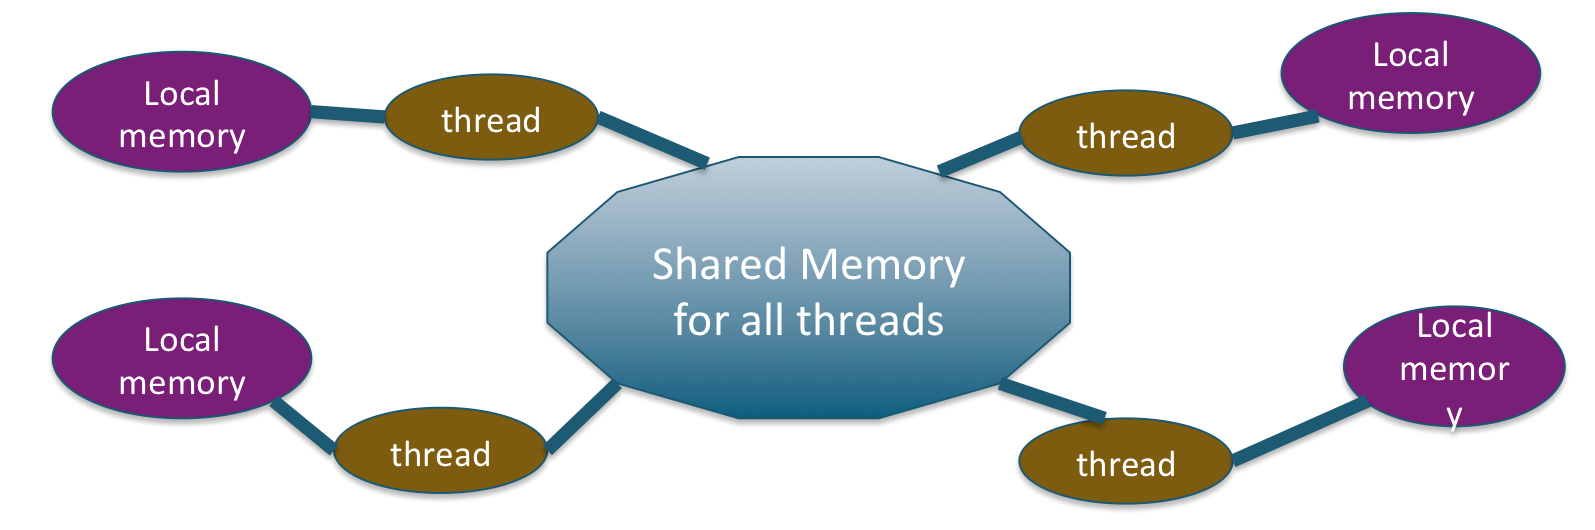 Local
memory
thread
thread
Local
memory
Shared Memory
for all threads
Local
memory
thread
thread
Local
memor
y